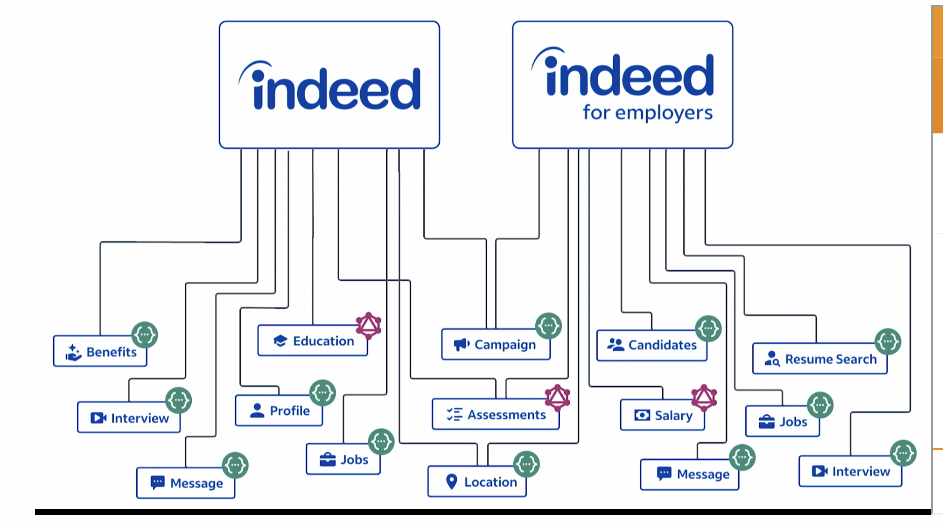 indeed
indeed
for employers
Benefits
Education
Campaign
Candidates
Resume Search
Interview
Profile
Assessments
Salary
Jobs
Jobs
Message
Location
Message
Interview